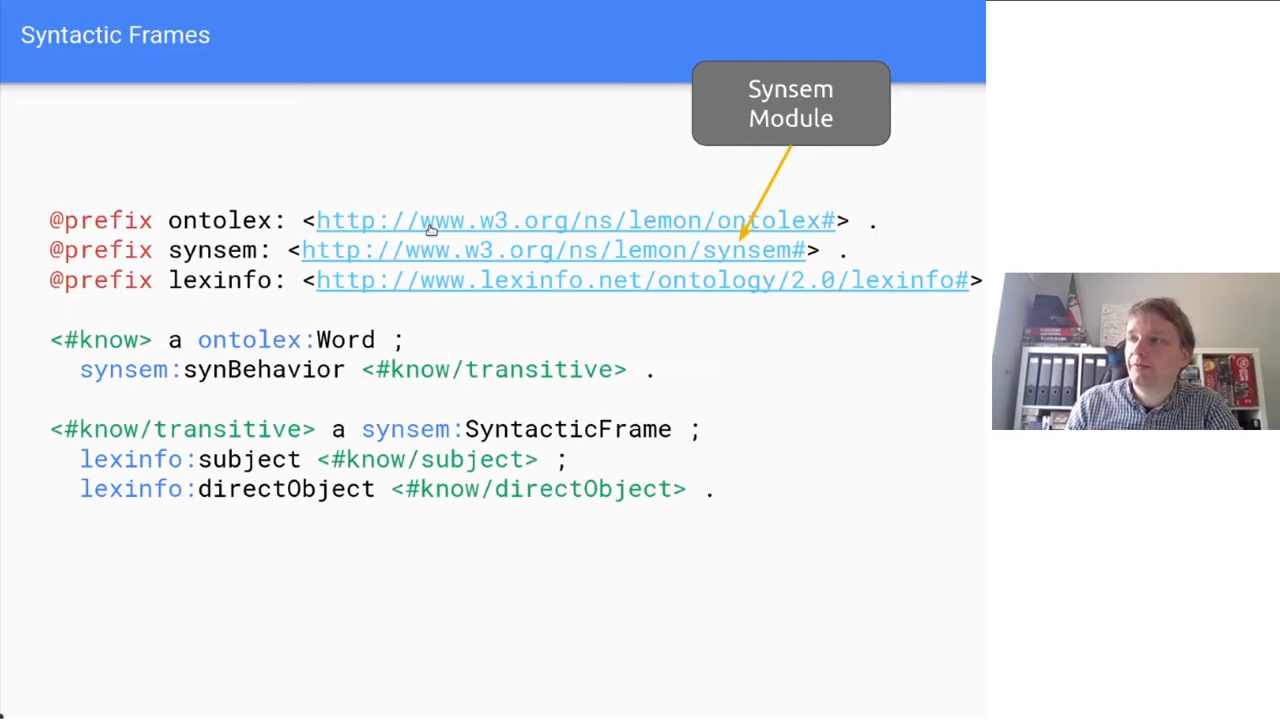 Syntactic Frames
Synsem
Module
@prefix ontolex: <http://www.w3.org/ns/lemon/ontolex#> .
@prefix synsem: <http://www.w3.org/ns/lemon/synsem#> .
@prefix lexinfo: <http://www.lexinfo.net/ontology/2.0/lexinfo#>
<#know> a ontolex:Word ;
synsem:synBehavior <#know/transitive> .
<#know/transitive> a synsem:SyntacticFrame ;
lexinfo:subject <#know/subject> ;
lexinfo:directObject <#know/directObject> .